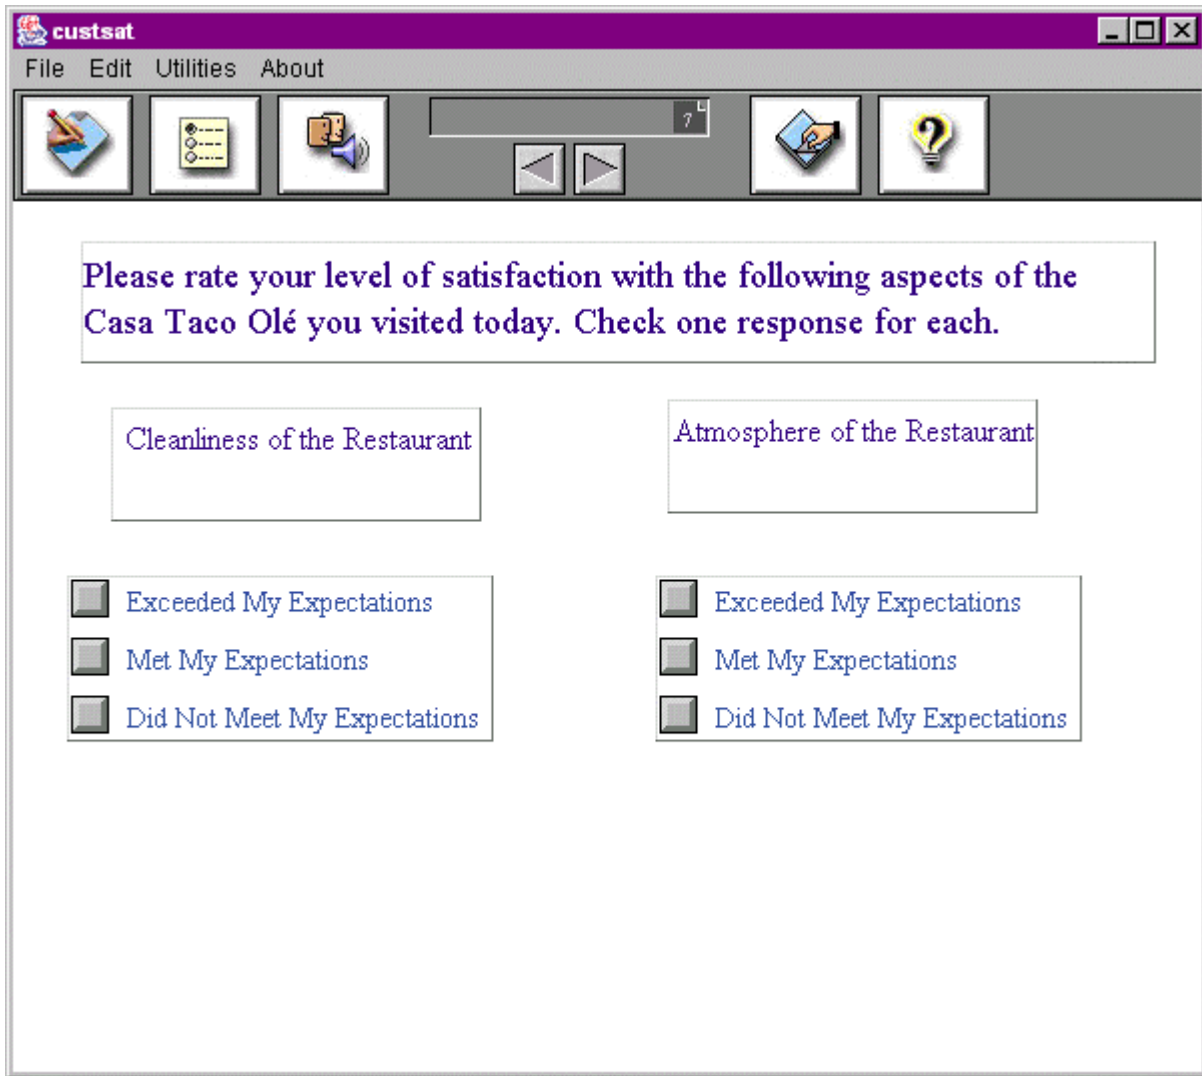 custsat
File Edit Utilities About
7
Please rate your level of satisfaction with the following aspects of the
Casa Taco Olé you visited today. Check one response for each.
Cleanliness of the Restaurant
Atmosphere of the Restaurant
Exceeded My Expectations
Met My Expectations
Did Not Meet My Expectations
Exceeded My Expectations
Met My Expectations
Did Not Meet My Expectations